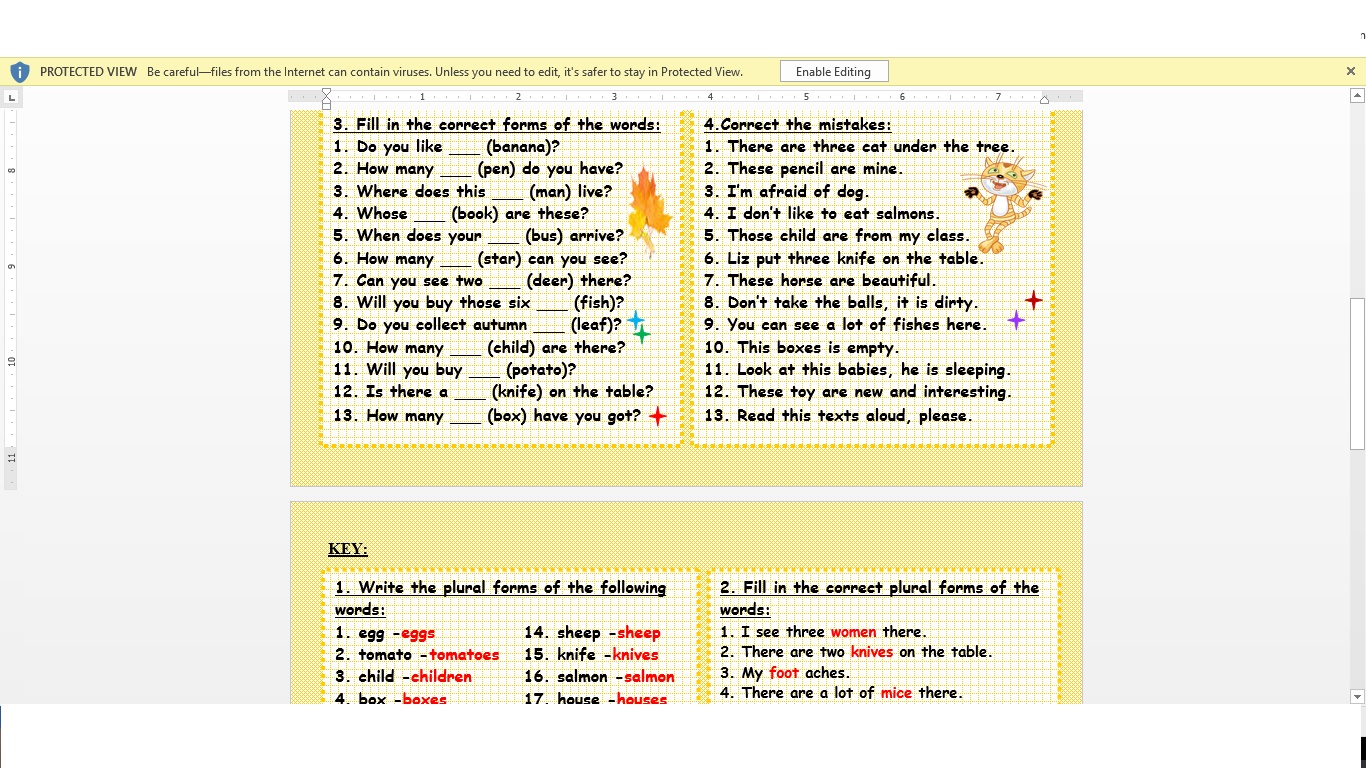 PROTECTED VIEW Be careful—files from the Internet can contain viruses. Unless you need to edit, it's safer to stay in Protected View. Enable Editing
1 2 3 4 5 6 7
3. Fill in the correct forms of the words:
1. Do you like ___ (banana)?
2. How many ___ (pen) do you have?
3. Where does this ___ (man) live?
4. Whose ___ (book) are these?
5. When does your ___ (bus) arrive?
6. How many ___ (star) can you see?
7. Can you see two ___ (deer) there?
8. Will you buy those six ___ (fish)?
9. Do you collect autumn ___ (leaf)?
10. How many ___ (child) are there?
11. Will you buy ___ (potato)?
12. Is there a ___ (knife) on the table?
13. How many ___ (box) have you got?
4.Correct the mistakes:
1. There are three cat under the tree.
2. These pencil are mine.
3. I'm afraid of dog.
4. I don't like to eat salmons.
5. Those child are from my class.
6. Liz put three knife on the table.
7. These horse are beautiful.
8. Don't take the balls, it is dirty.
9. You can see a lot of fishes here.
10. This boxes is empty.
11. Look at this babies, he is sleeping.
12. These toy are new and interesting.
13. Read this texts aloud, please.
8
9
10
11
KEY:
1. Write the plural forms of the following
words:
1. egg -eggs
2. tomato -tomatoes
3. child -children
4. box -boxes
14. sheep -sheep
15. knife -knives
16. salmon -salmon
17. house -houses
2. Fill in the correct plural forms of the
words:
1. I see three women there.
2. There are two knives on the table.
3. My foot aches.
4. There are a lot of mice there.